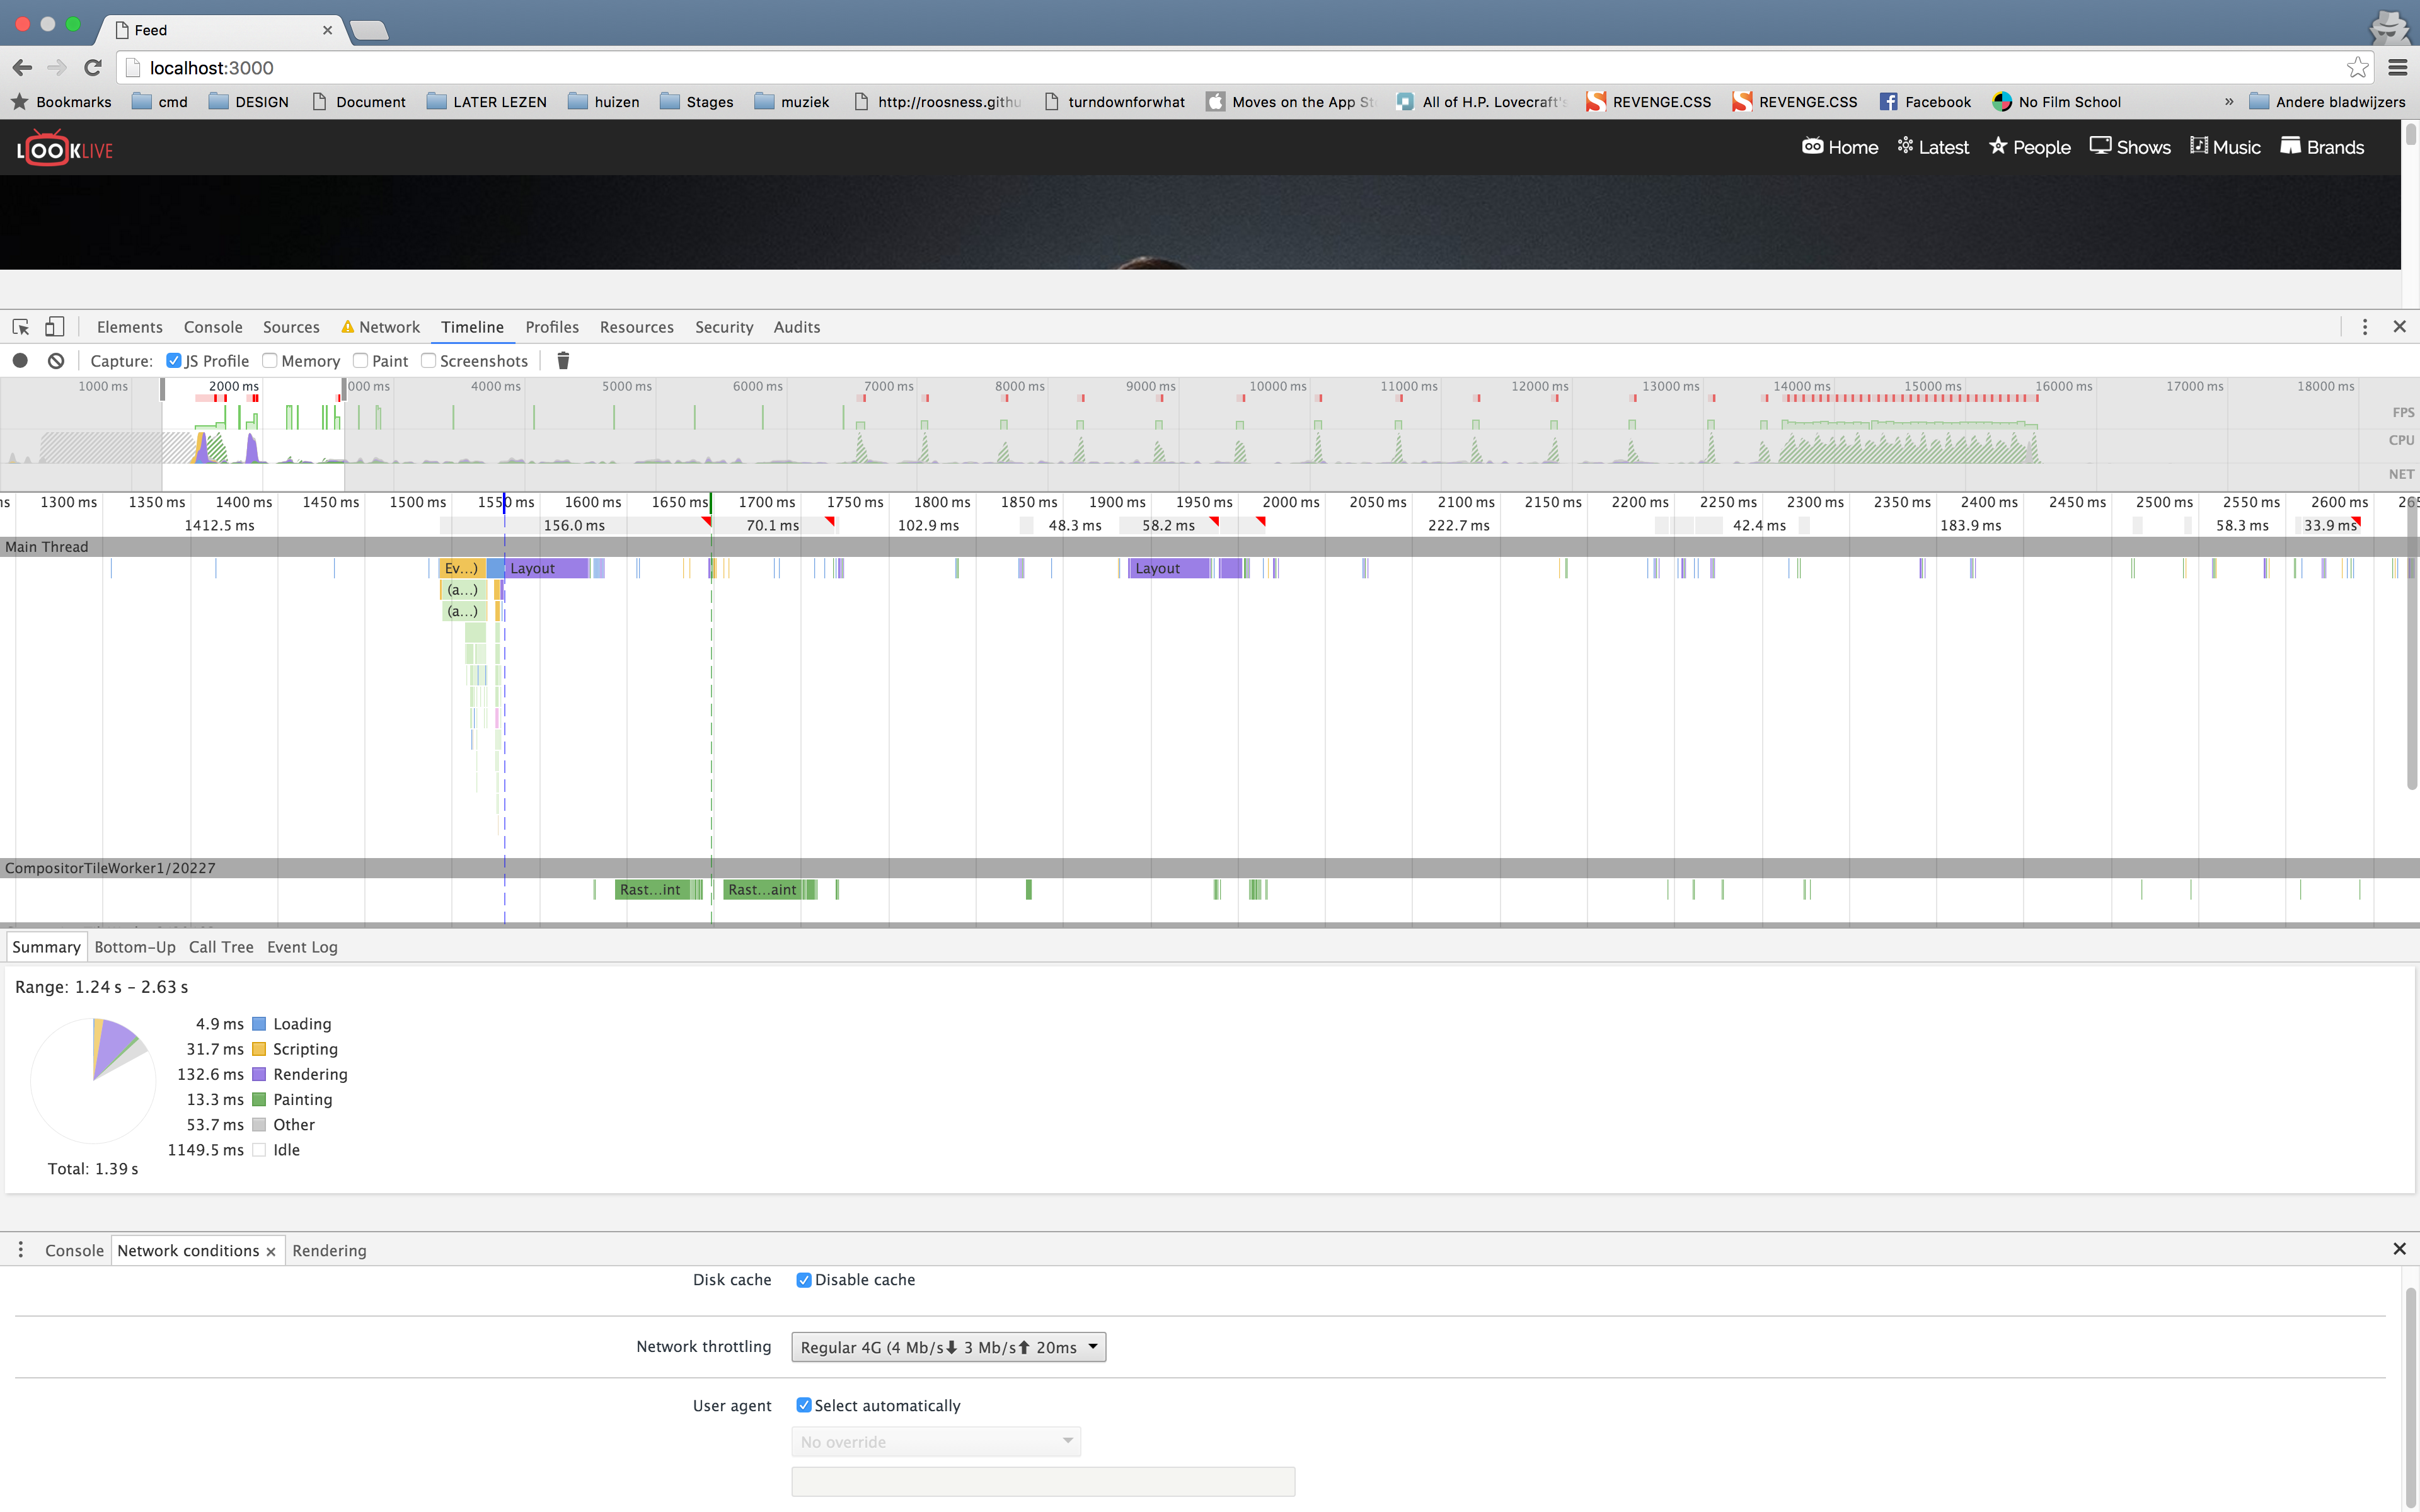 Feed
localhost:3000
Bookmarks cmd DESIGN Document LATER LEZEN huizen Stages muziek http://roosness.githu turndownforwhat Moves on the App St All of H.P. Lovecraft's REVENGE.CSS REVENGE.CSS Facebook No Film School » Andere bladwijzers
LOOKLIVE Home Latest People Shows Music Brands
Elements Console Sources Network Timeline Profiles Resources Security Audits
Capture: JS Profile Memory Paint Screenshots
1000 ms 2000 ms 000 ms 4000 ms 5000 ms 6000 ms 7000 ms 8000 ms 9000 ms 10000 ms 11000 ms 12000 ms 13000 ms 14000 ms 15000 ms 16000 ms 17000 ms 18000 ms
FPS
CPU
NET
ms 1300 ms 1350 ms 1400 ms 1450 ms 1500 ms 1550 ms 1600 ms 1650 ms 1700 ms 1750 ms 1800 ms 1850 ms 1900 ms 1950 ms 2000 ms 2050 ms 2100 ms 2150 ms 2200 ms 2250 ms 2300 ms 2350 ms 2400 ms 2450 ms 2500 ms 2550 ms 2600 ms 265
1412.5 ms 156.0 ms 70.1 ms 102.9 ms 48.3 ms 58.2 ms 222.7 ms 42.4 ms 183.9 ms 58.3 ms 33.9 ms
Main Thread
Ev...) Layout Layout
(a...)
(a...)
CompositorTileWorker1/20227
Rast...int Rast...aint
Summary Bottom-Up Call Tree Event Log
Range: 1.24 s – 2.63 s
4.9 ms Loading
31.7 ms Scripting
132.6 ms Rendering
13.3 ms Painting
53.7 ms Other
1149.5 ms Idle
Total: 1.39 s
Console Network conditions × Rendering
Disk cache Disable cache
Network throttling Regular 4G (4 Mb/s⬇ 3 Mb/s⬆ 20ms
User agent Select automatically
No override